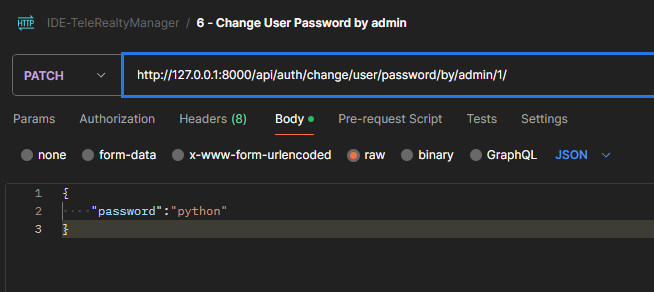 HTTP IDE-TeleRealtyManager / 6 - Change User Password by admin
PATCH http://127.0.0.1:8000/api/auth/change/user/password/by/admin/1/
Params Authorization Headers (8) Body Pre-request Script Tests Settings
none form-data x-www-form-urlencoded raw binary GraphQL JSON
1 {
2 "password":"python"
3 }